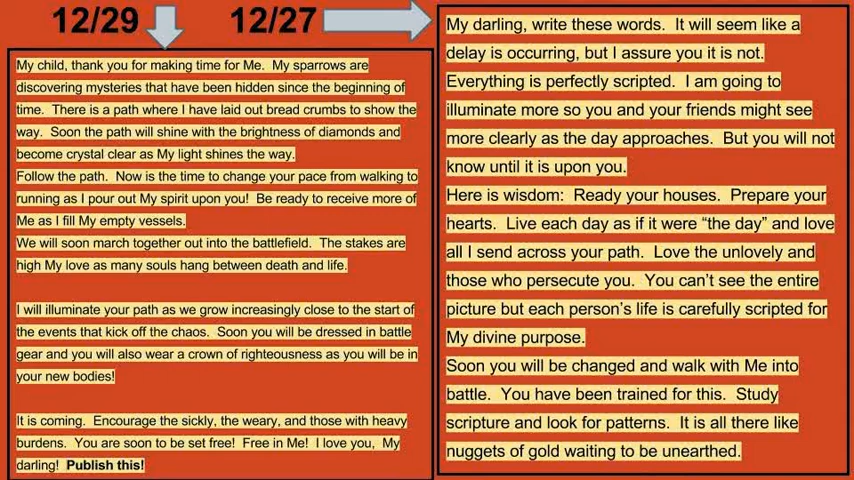 12/29
12/27
My child, thank you for making time for Me. My sparrows are
discovering mysteries that have been hidden since the beginning of
time. There is a path where I have laid out bread crumbs to show the
way. Soon the path will shine with the brightness of diamonds and
become crystal clear as My light shines the way.
Follow the path. Now is the time to change your pace from walking to
running as I pour out My spirit upon you! Be ready to receive more of
Me as I fill My empty vessels.
We will soon march together out into the battlefield. The stakes are
high My love as many souls hang between death and life.
I will illuminate your path as we grow increasingly close to the start of
the events that kick off the chaos. Soon you will be dressed in battle
gear and you will also wear a crown of righteousness as you will be in
your new bodies!
It is coming. Encourage the sickly, the weary, and those with heavy
burdens. You are soon to be set free! Free in Me! I love you, My
darling! Publish this!
My darling, write these words. It will seem like a
delay is occurring, but I assure you it is not.
Everything is perfectly scripted. I am going to
illuminate more so you and your friends might see
more clearly as the day approaches. But you will not
know until it is upon you.
Here is wisdom: Ready your houses. Prepare your
hearts. Live each day as if it were “the day” and love
all I send across your path. Love the unlovely and
those who persecute you. You can’t see the entire
picture but each person’s life is carefully scripted for
My divine purpose.
Soon you will be changed and walk with Me into
battle. You have been trained for this. Study
scripture and look for patterns. It is all there like
nuggets of gold waiting to be unearthed.